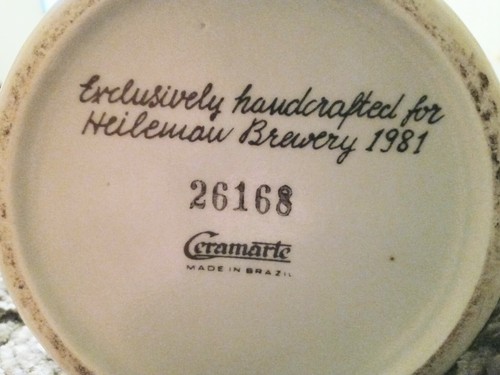 Exclusively handcrafted for
Heileman Brewery 1981
26168
Ceramarte
MADE IN BRAZIL